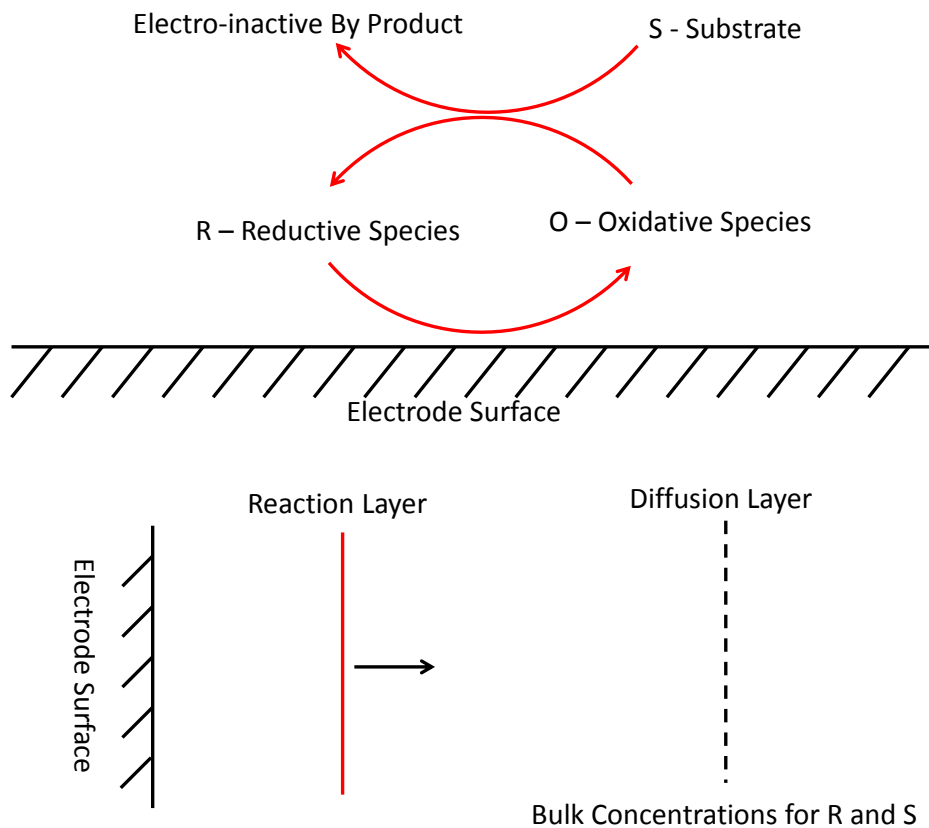 Electro-inactive By Product
S - Substrate
R – Reductive Species
O – Oxidative Species
Electrode Surface
Reaction Layer
Diffusion Layer
Electrode Surface
Bulk Concentrations for R and S